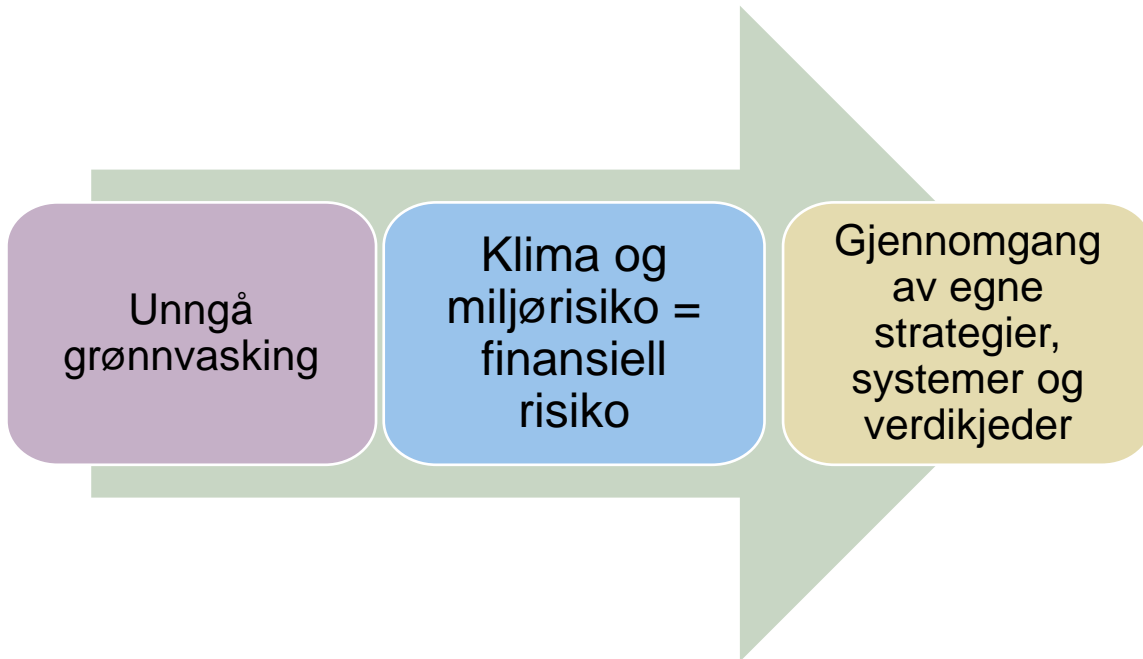 Unngå
grønnvasking
Klima og
miljørisiko =
finansiell
risiko
Gjennomgang
av egne
strategier,
systemer og
verdikjeder